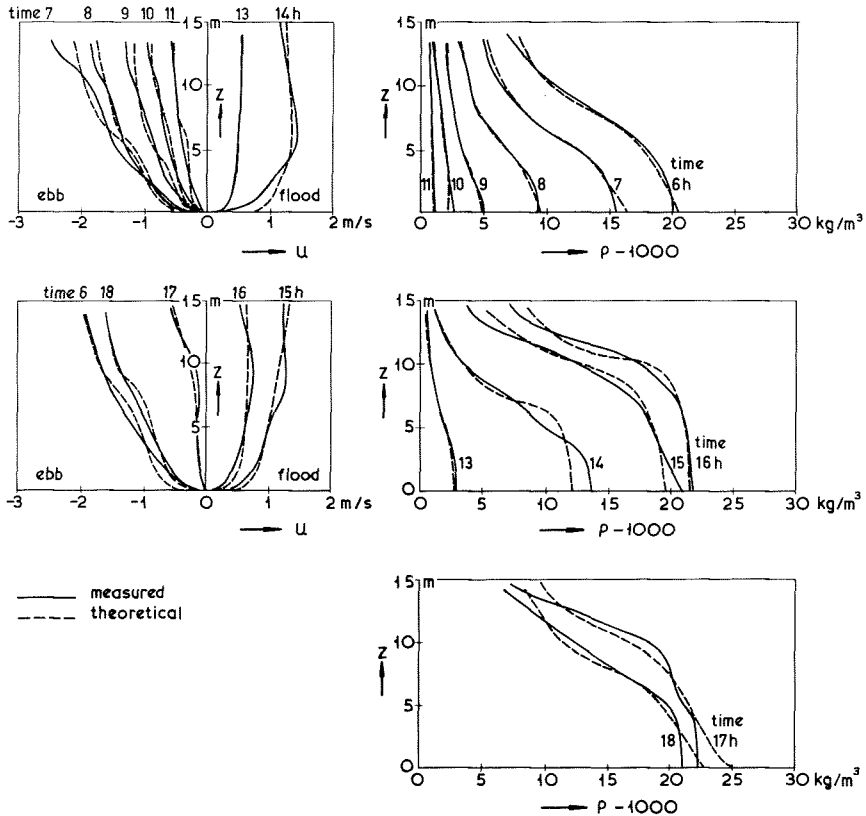 time 7 8 9 10 11 15 m 13 14 h
10
z
5
ebb flood
-3 -2 -1 0 1 2 m/s
u
15 m
10
z
5
time
11 10 9 8 7 6 h
0 5 10 15 20 25 30 kg/m³
ρ - 1000
time 6 18 17 15 m 16 15 h
10
z
5
ebb flood
-3 -2 -1 0 1 2 m/s
u
15 m
10
z
5
time
13 14 15 16 h
0
0 5 10 15 20 25 30 kg/m³
ρ - 1000
measured
theoretical
15 m
10
z
5
time
18 17 h
0
0 5 10 15 20 25 30 kg/m³
ρ - 1000